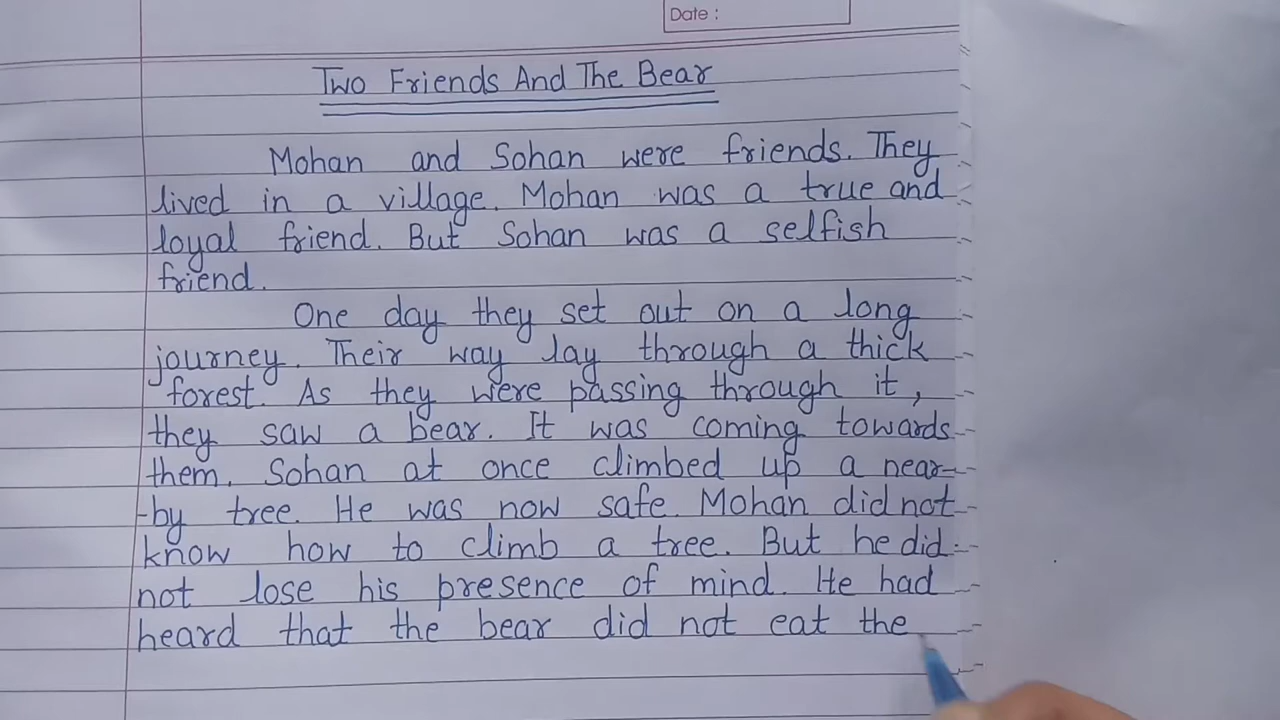 Date :
Two Friends And The Bear
Mohan and Sohan were friends. They
lived in a village. Mohan was a true and
loyal friend. But Sohan was a selfish
friend.
One day they set out on a long
journey. Their way lay through a thick
forest. As they were passing through it,
they saw a bear. It was coming towards
them. Sohan at once climbed up a near-
-by tree. He was now safe. Mohan did not
know how to climb a tree. But he did
not lose his presence of mind. He had
heard that the bear did not eat the